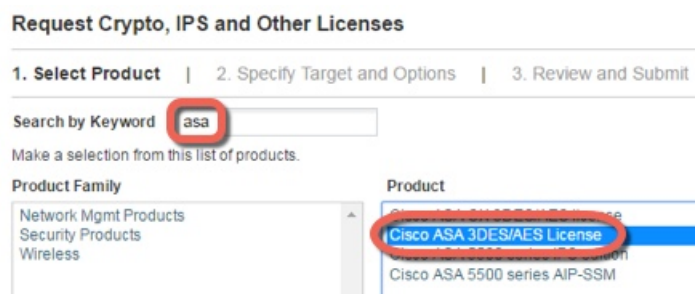 Request Crypto, IPS and Other Licenses
1. Select Product | 2. Specify Target and Options | 3. Review and Submit
Search by Keyword asa
Make a selection from this list of products.
Product Family
Network Mgmt Products
Security Products
Wireless
Product
Cisco ASA 3DES/AES License
Cisco ASA 5500 series AIP-SSM